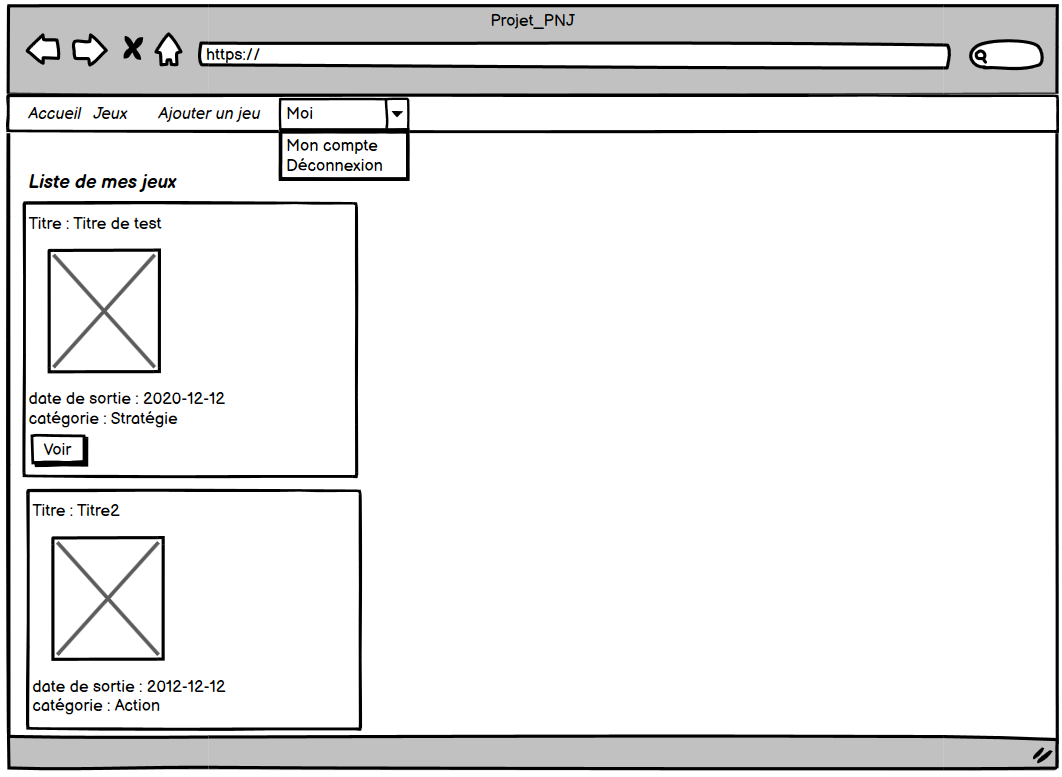 Projet_PNJ
https://
Accueil Jeux Ajouter un jeu Moi
Mon compte
Déconnexion
Liste de mes jeux
Titre : Titre de test
date de sortie : 2020-12-12
catégorie : Stratégie
Voir
Titre : Titre2
date de sortie : 2012-12-12
catégorie : Action